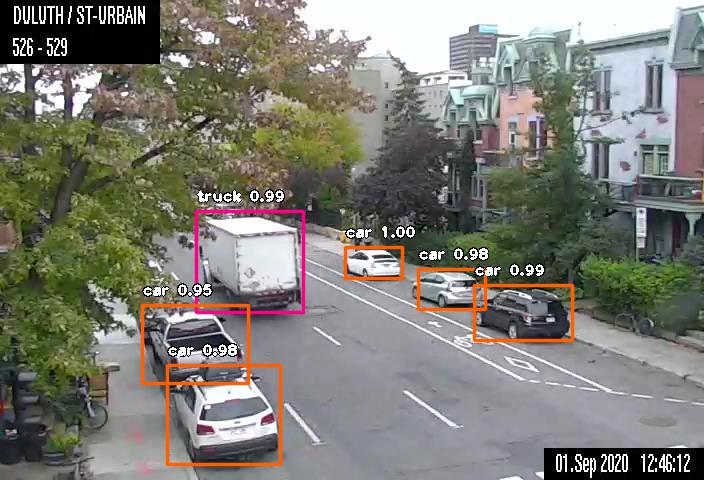 DULUTH / ST-URBAIN
526 - 529
truck 0.99
car 1.00
car 0.98
car 0.99
car 0.95
car 0.98
01.Sep 2020 12:46:12